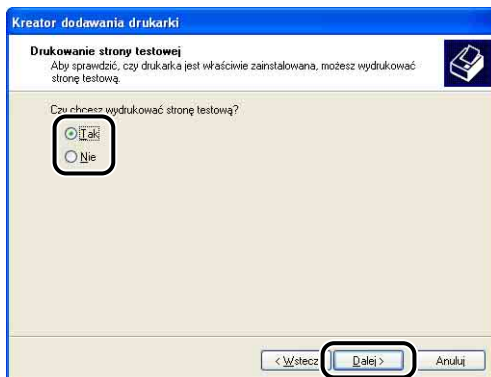 Kreator dodawania drukarki
Drukowanie strony testowej
Aby sprawdzić, czy drukarka jest właściwie zainstalowana, możesz wydrukować
stronę testową.
Czy chcesz wydrukować stronę testową?
Tak
Nie
< Wstecz
Dalej >
Anuluj